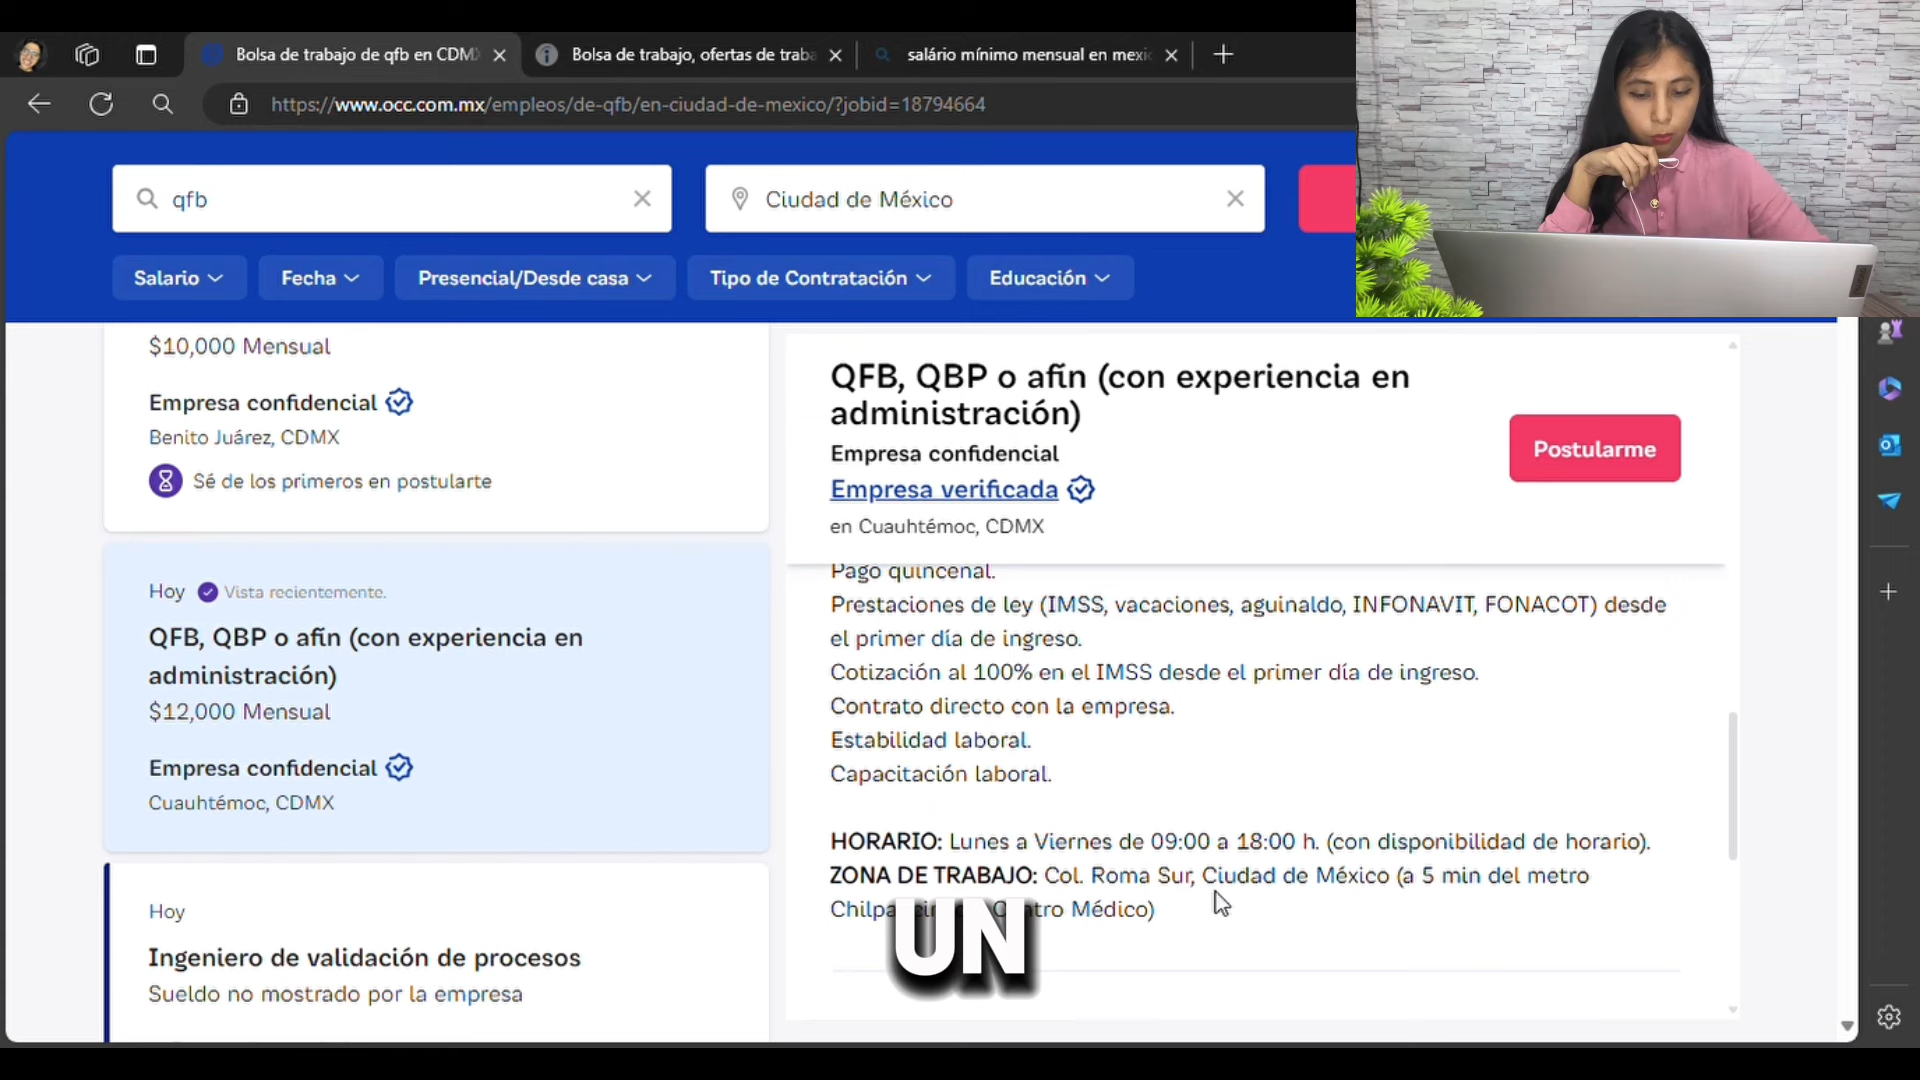 Bolsa de trabajo de qfb en CDMX
Bolsa de trabajo, ofertas de traba
salário mínimo mensual en mexic
https://www.occ.com.mx/empleos/de-qfb/en-ciudad-de-mexico/?jobid=18794664
qfb
Ciudad de México
Salario
Fecha
Presencial/Desde casa
Tipo de Contratación
Educación
$10,000 Mensual
Empresa confidencial
Benito Juárez, CDMX
Sé de los primeros en postularte
Hoy Vista recientemente.
QFB, QBP o afín (con experiencia en
administración)
$12,000 Mensual
Empresa confidencial
Cuauhtémoc, CDMX
Hoy
Ingeniero de validación de procesos
Sueldo no mostrado por la empresa
QFB, QBP o afín (con experiencia en
administración)
Empresa confidencial
Empresa verificada
en Cuauhtémoc, CDMX
Postularme
Pago quincenal.
Prestaciones de ley (IMSS, vacaciones, aguinaldo, INFONAVIT, FONACOT) desde
el primer día de ingreso.
Cotización al 100% en el IMSS desde el primer día de ingreso.
Contrato directo con la empresa.
Estabilidad laboral.
Capacitación laboral.
HORARIO: Lunes a Viernes de 09:00 a 18:00 h. (con disponibilidad de horario).
ZONA DE TRABAJO: Col. Roma Sur, Ciudad de México (a 5 min del metro
Médico)
UN